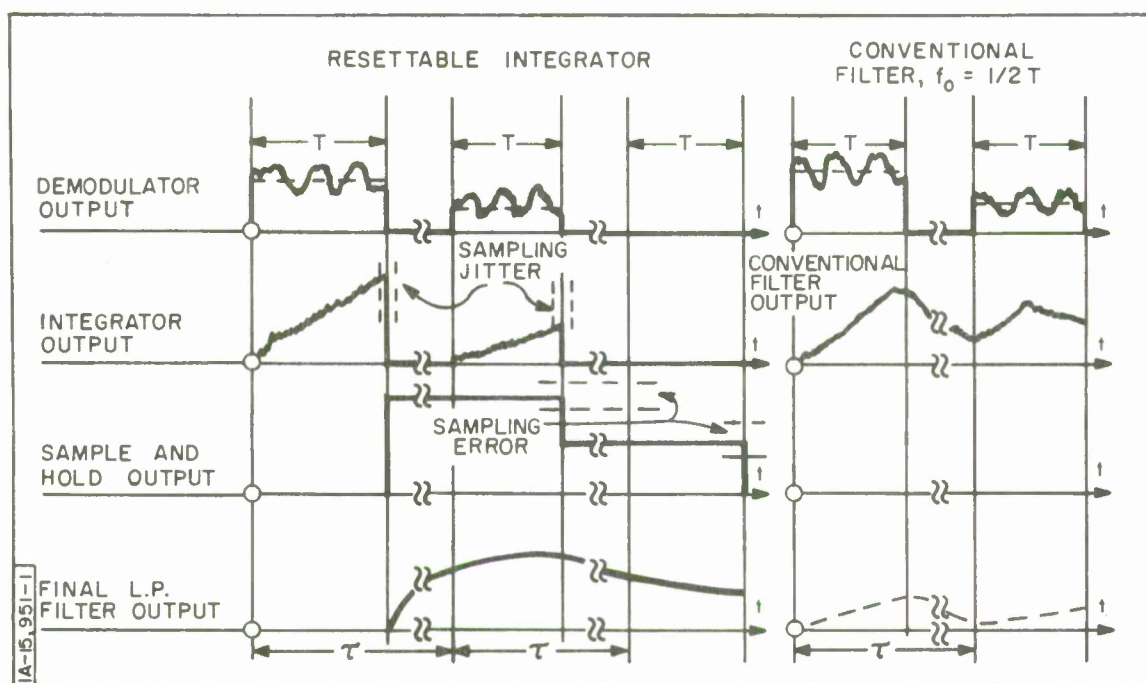 RESETTABLE INTEGRATOR
CONVENTIONAL
FILTER, f₀ = 1/2 T
T
T
T
T
T
DEMODULATOR
OUTPUT
t
t
SAMPLING
JITTER
CONVENTIONAL
FILTER
OUTPUT
INTEGRATOR
OUTPUT
t
t
SAMPLING
ERROR
SAMPLE AND
HOLD OUTPUT
t
t
FINAL L.P.
FILTER OUTPUT
t
t
τ
τ
τ
IA-15,951-1